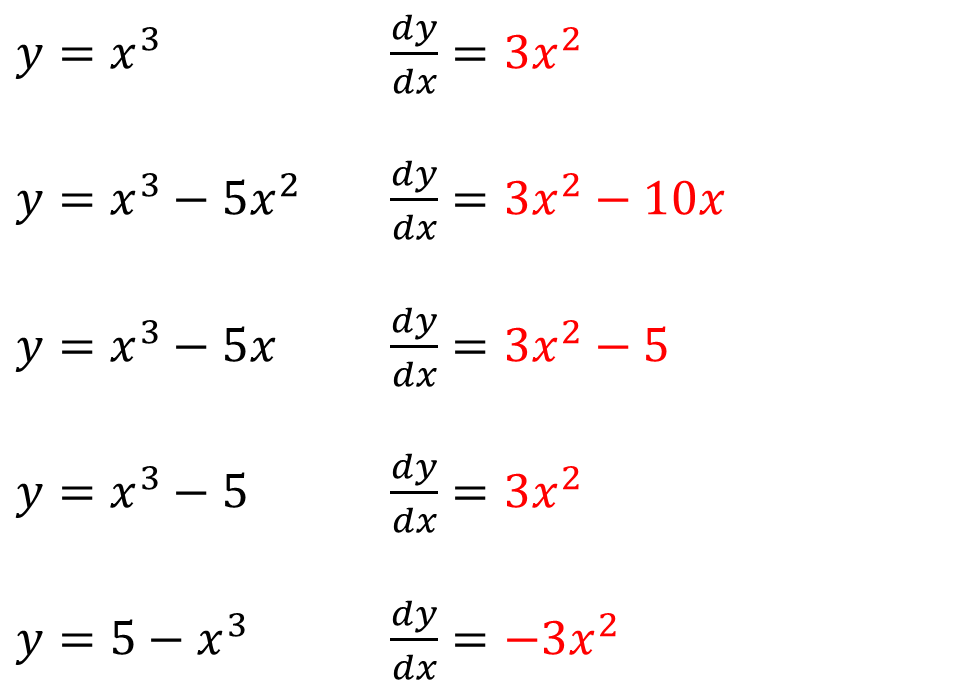 y = x³    dy/dx = 3x²
y = x³ − 5x²    dy/dx = 3x² − 10x
y = x³ − 5x    dy/dx = 3x² − 5
y = x³ − 5    dy/dx = 3x²
y = 5 − x³    dy/dx = −3x²